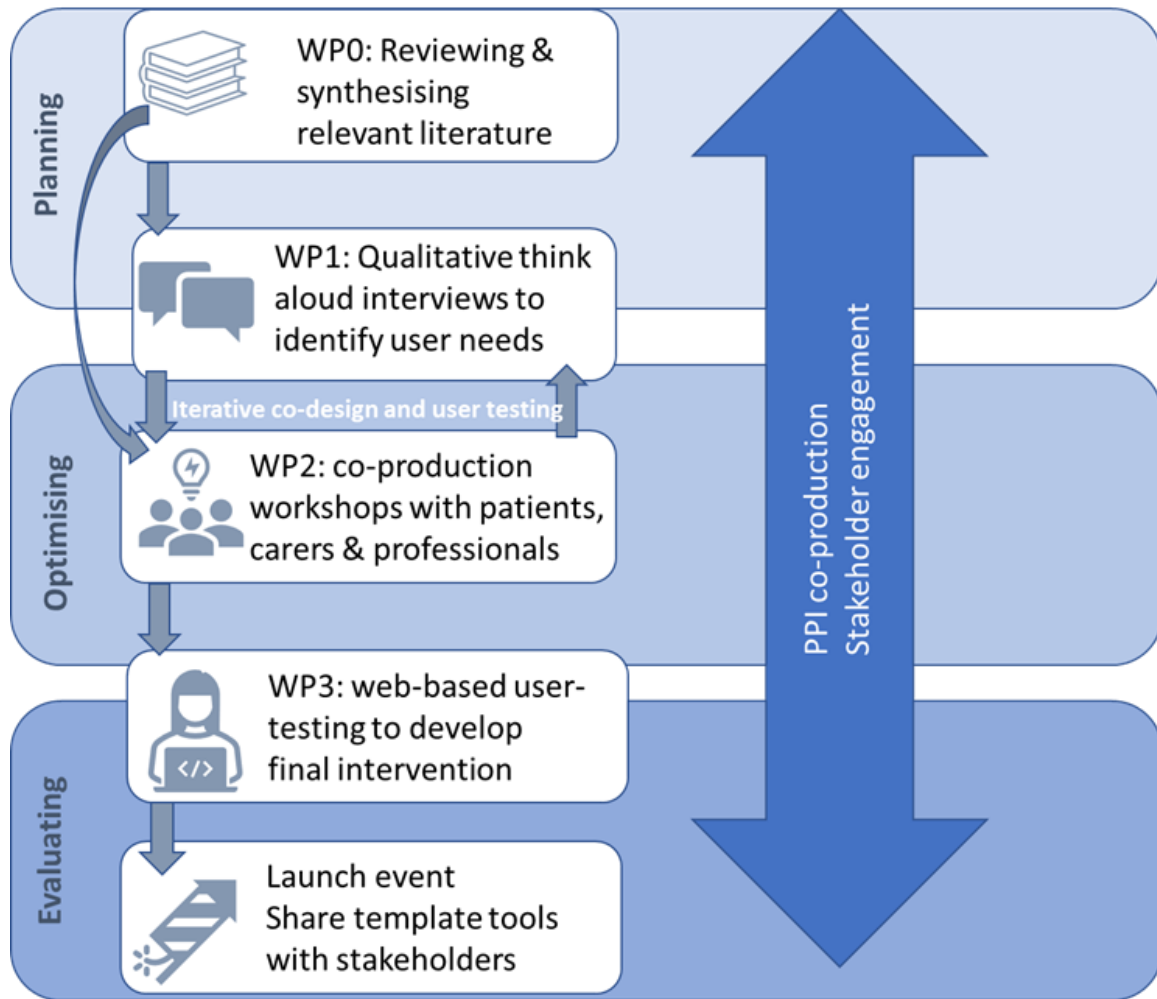 Planning
WP0: Reviewing &
synthesising
relevant literature
WP1: Qualitative think
aloud interviews to
identify user needs
Iterative co-design and user testing
Optimising
WP2: co-production
workshops with patients,
carers & professionals
WP3: web-based user-
testing to develop
final intervention
</>
Evaluating
Launch event
Share template tools
with stakeholders
PPI co-production
Stakeholder engagement